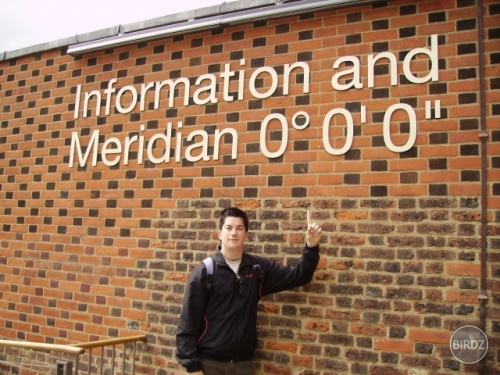 Information and
Meridian 0°0'0"
BIRDZ